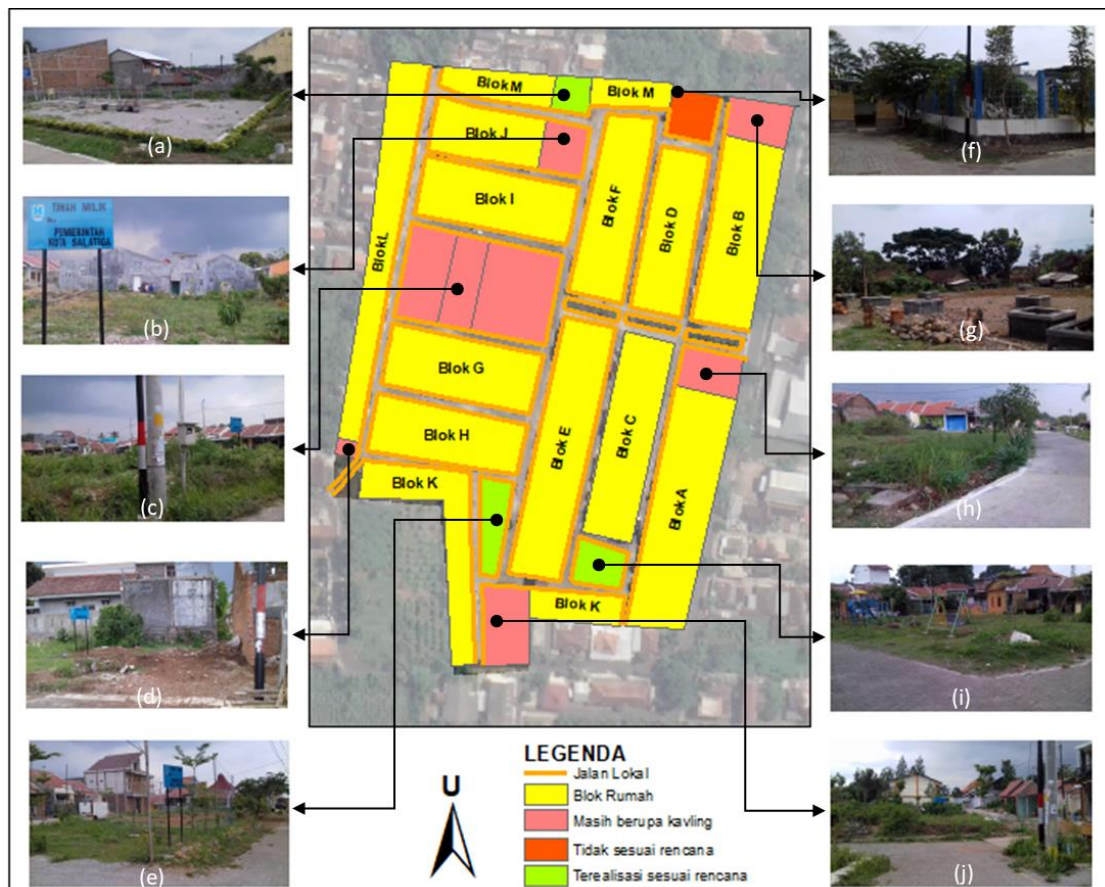 (a)
TANAH MILIK
PEMERINTAH
KOTA SALATIGA
(b)
(c)
(d)
(e)
Blok M
Blok M
Blok J
Blok I
Blok L
Blok F
Blok D
Blok B
Blok G
Blok H
Blok E
Blok C
Blok K
Blok A
Blok K
U
LEGENDA
Jalan Lokal
Blok Rumah
Masih berupa kavling
Tidak sesuai rencana
Terealisasi sesuai rencana
(f)
(g)
(h)
(i)
(j)